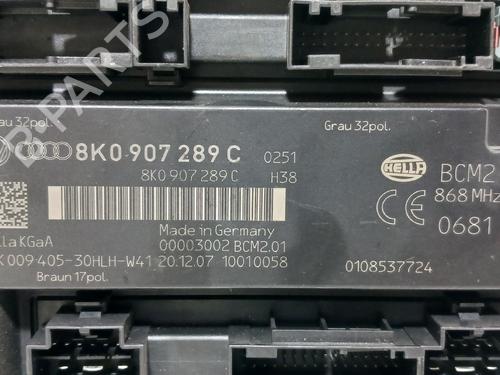 B-PARTS
Grau 32pol.
Grau 32pol.
8K0 907 289 C 0251
8K0 907 289 C H38
HELLA
BCM2
868 MHz
CE 0681
lla KGaA
Made in Germany
00003002 BCM2.01
K 009 405-30HLH-W41 20.12.07 10010058
0108537724
Braun 17pol.